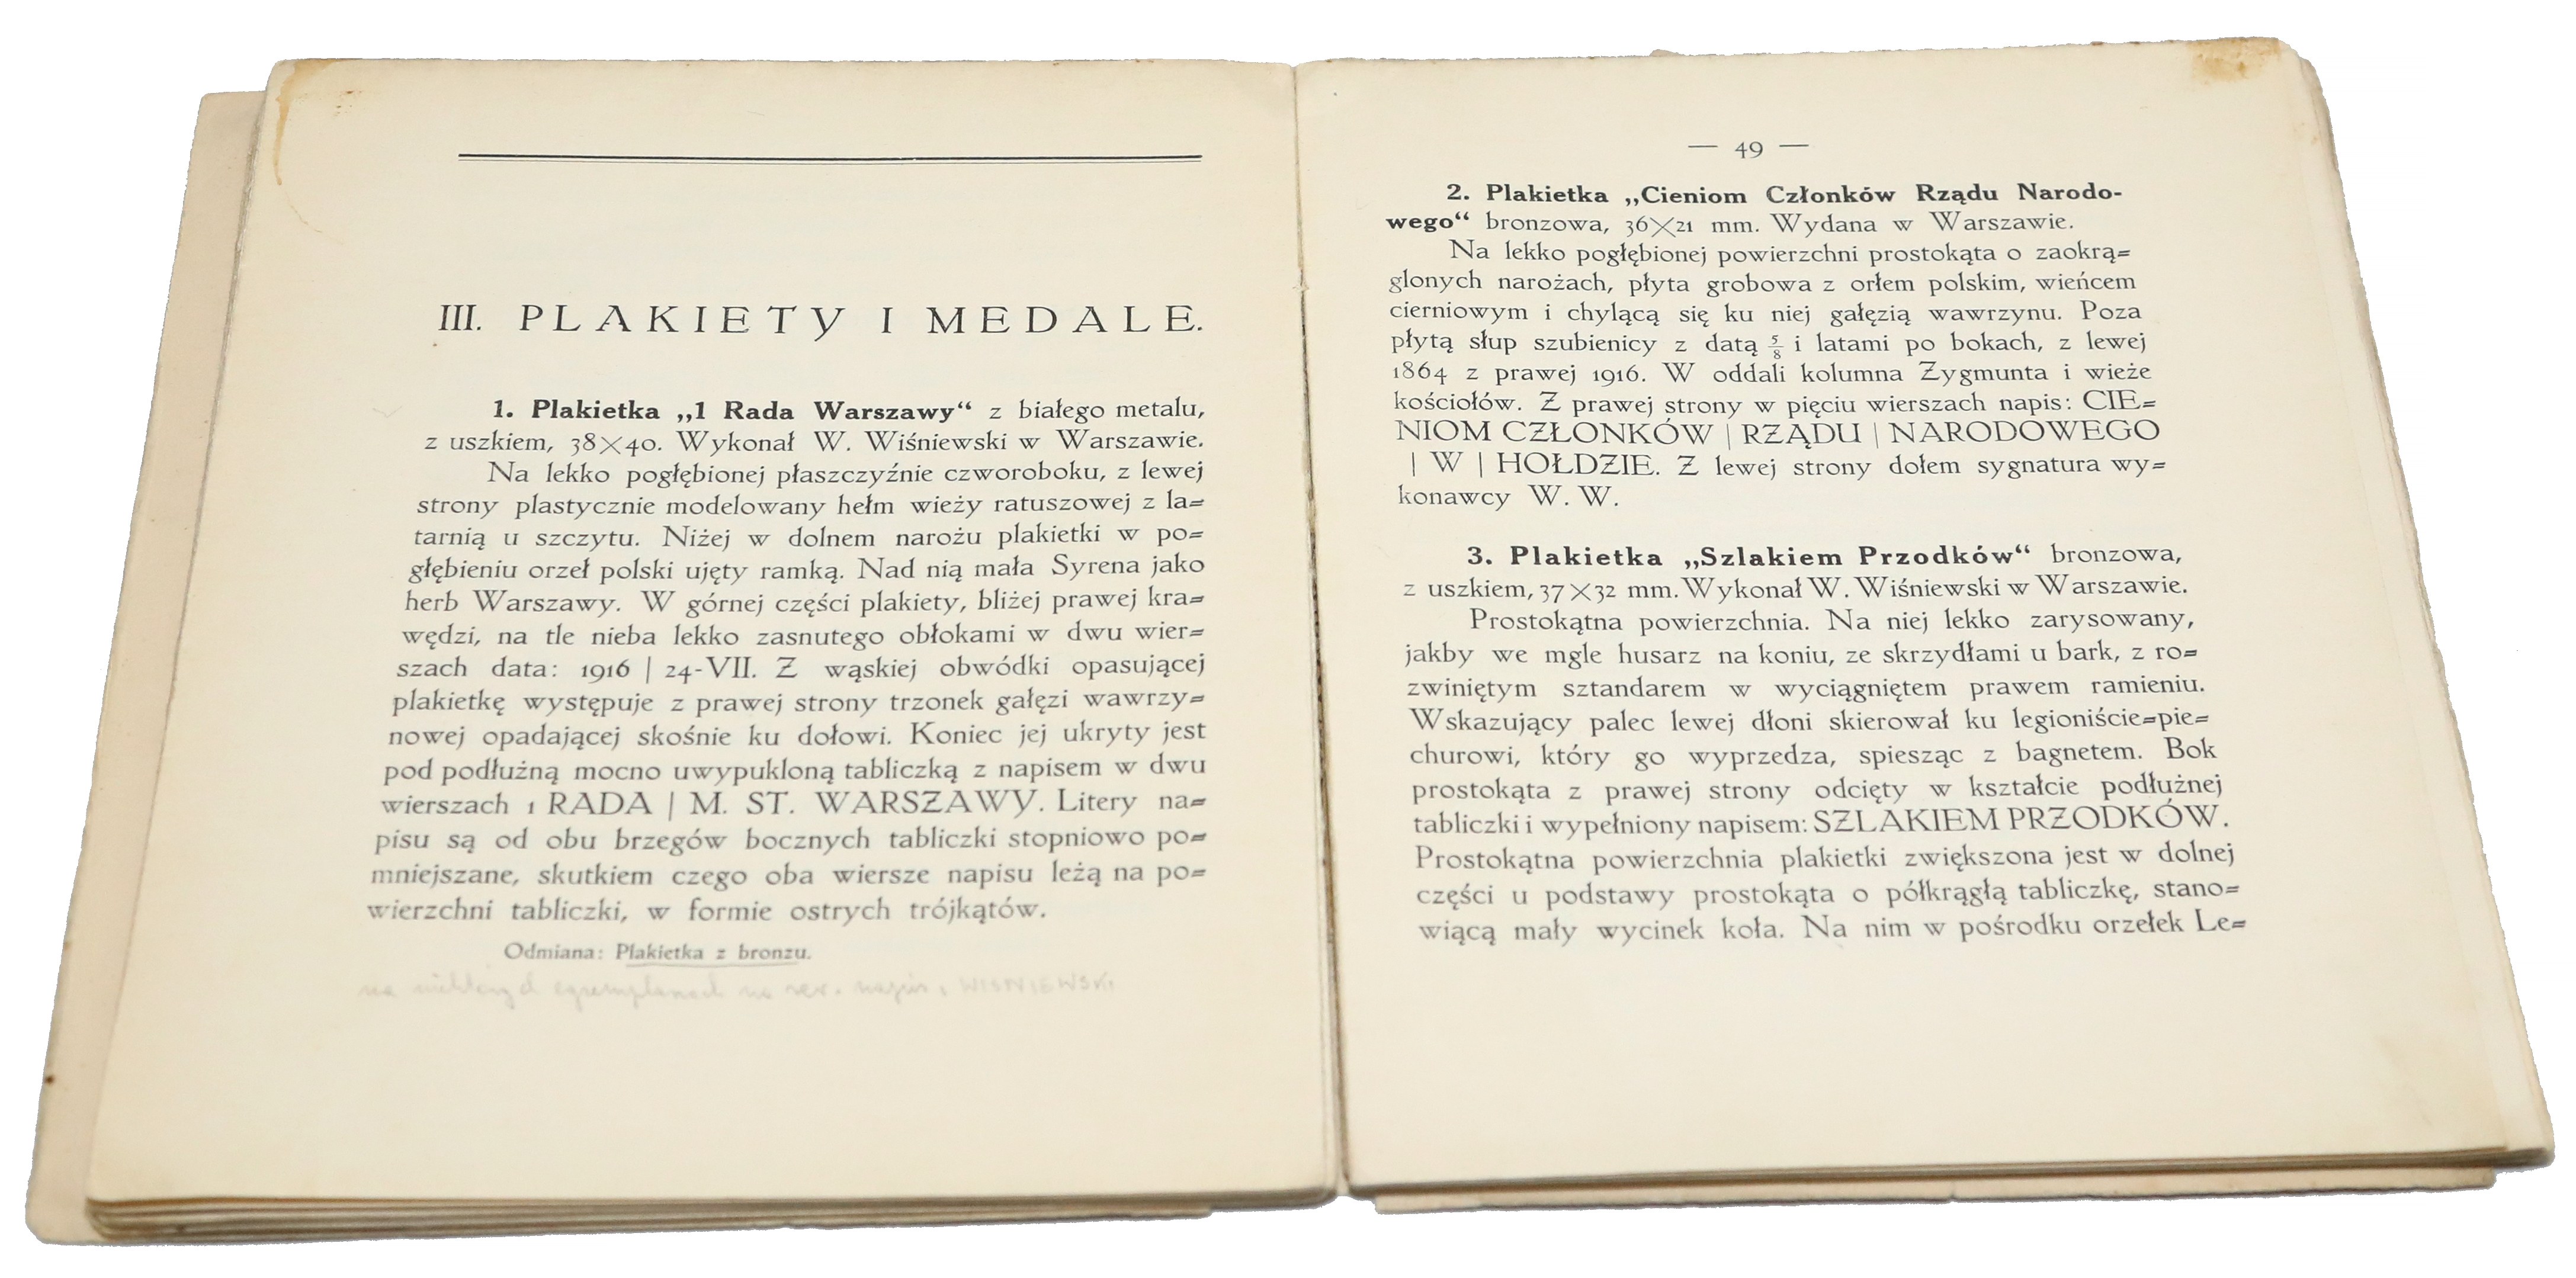 III. PLAKIETY I MEDALE.
1. Plakietka „1 Rada Warszawy“ z białego metalu,
z uszkiem, 38×40. Wykonał W. Wiśniewski w Warszawie.
Na lekko pogłębionej płaszczyźnie czworoboku, z lewej
strony plastycznie modelowany hełm wieży ratuszowej z la=
tarnią u szczytu. Niżej w dolnem narożu plakietki w po=
głębieniu orzeł polski ujęty ramką. Nad nią mała Syrena jako
herb Warszawy. W górnej części plakiety, bliżej prawej kra=
wędzi, na tle nieba lekko zasnutego obłokami w dwu wier=
szach data: 1916 | 24-VII. Z wąskiej obwódki opasującej
plakietkę występuje z prawej strony trzonek gałęzi wawrzy=
nowej opadającej skośnie ku dołowi. Koniec jej ukryty jest
pod podłużną mocno uwypukloną tabliczką z napisem w dwu
wierszach 1 RADA | M. ST. WARSZAWY. Litery na=
pisu są od obu brzegów bocznych tabliczki stopniowo po=
mniejszane, skutkiem czego oba wiersze napisu leżą na po=
wierzchni tabliczki, w formie ostrych trójkątów.
Odmiana: Plakietka z bronzu.
na egzemplarzach na rev. napis: WISNIEWSKI
— 49 —
2. Plakietka „Cieniom Członków Rządu Narodo-
wego“ bronzowa, 36×21 mm. Wydana w Warszawie.
Na lekko pogłębionej powierzchni prostokąta o zaokrą=
glonych narożach, płyta grobowa z orłem polskim, wieńcem
cierniowym i chylącą się ku niej gałęzią wawrzynu. Poza
płytą słup szubienicy z datą 5/8 i latami po bokach, z lewej
1864 z prawej 1916. W oddali kolumna Zygmunta i wieże
kościołów. Z prawej strony w pięciu wierszach napis: CIE=
NIOM CZŁONKÓW | RZĄDU | NARODOWEGO
| W | HOŁDZIE. Z lewej strony dołem sygnatura wy=
konawcy W. W.
3. Plakietka „Szlakiem Przodków“ bronzowa,
z uszkiem, 37×32 mm. Wykonał W. Wiśniewski w Warszawie.
Prostokątna powierzchnia. Na niej lekko zarysowany,
jakby we mgle husarz na koniu, ze skrzydłami u bark, z ro=
zwiniętym sztandarem w wyciągniętem prawem ramieniu.
Wskazujący palec lewej dłoni skierował ku legioniście=pie=
churowi, który go wyprzedza, spiesząc z bagnetem. Bok
prostokąta z prawej strony odcięty w kształcie podłużnej
tabliczki i wypełniony napisem: SZLAKIEM PRZODKÓW.
Prostokątna powierzchnia plakietki zwiększona jest w dolnej
części u podstawy prostokąta o półkrągłą tabliczkę, stano=
wiącą mały wycinek koła. Na nim w pośrodku orzełek Le=